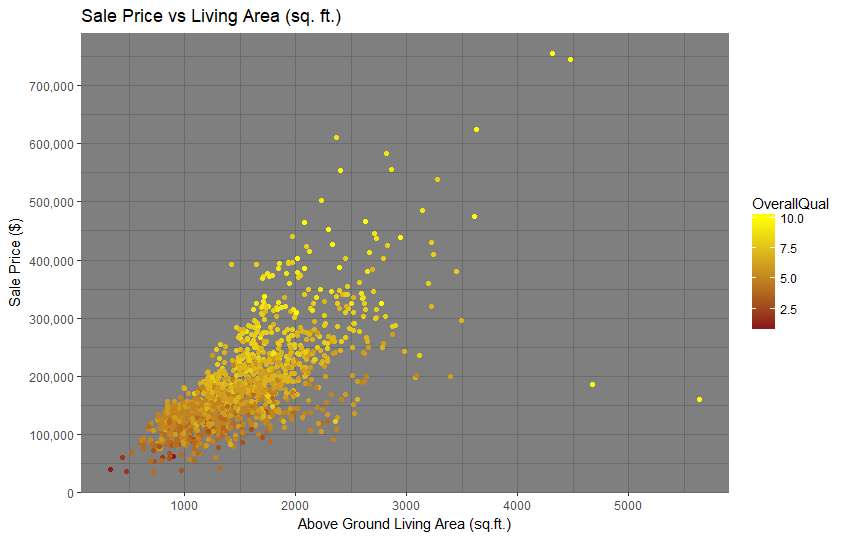 Sale Price vs Living Area (sq. ft.)
Sale Price ($)
700,000
600,000
500,000
400,000
300,000
200,000
100,000
0
1000 2000 3000 4000 5000
Above Ground Living Area (sq.ft.)
OverallQual
10.0
7.5
5.0
2.5